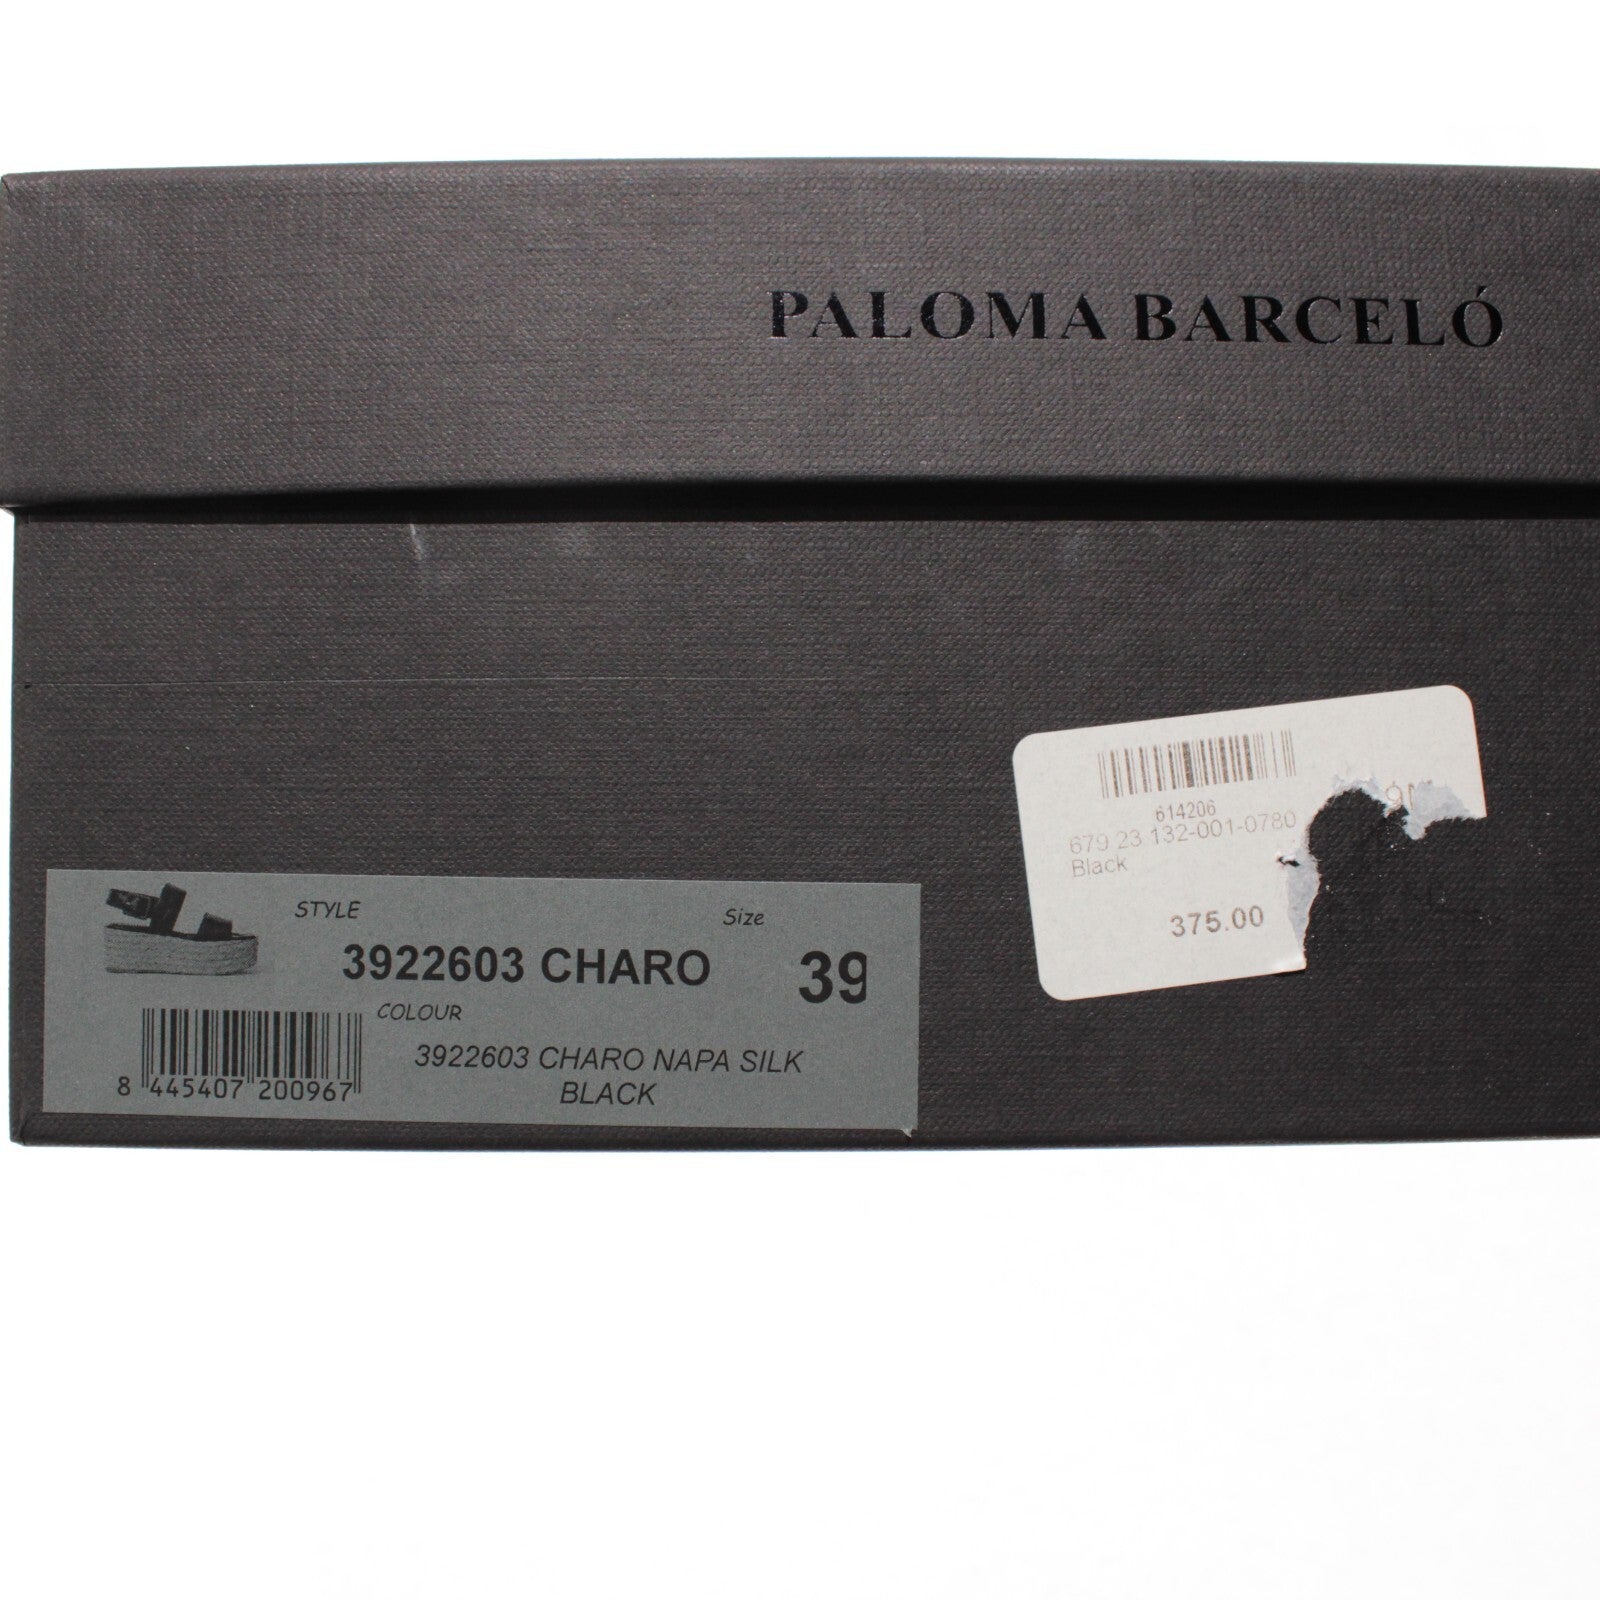 PALOMA BARCELÓ
614206
679 23 132-001-0780
Black
375.00
STYLE
Size
3922603 CHARO
39
COLOUR
3922603 CHARO NAPA SILK
BLACK
8 445407 200967